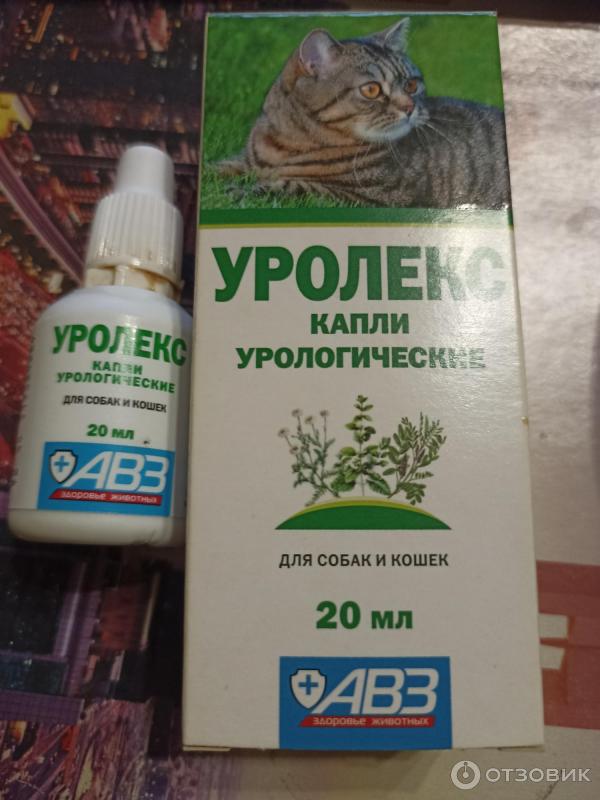 УРОЛЕКС
КАПЛИ
УРОЛОГИЧЕСКИЕ
ДЛЯ СОБАК И КОШЕК
20 мл
АВЗ
здоровье животных
УРОЛЕКС
КАПЛИ
УРОЛОГИЧЕСКИЕ
ДЛЯ СОБАК И КОШЕК
20 мл
АВЗ
здоровье животных
ОТЗОВИК